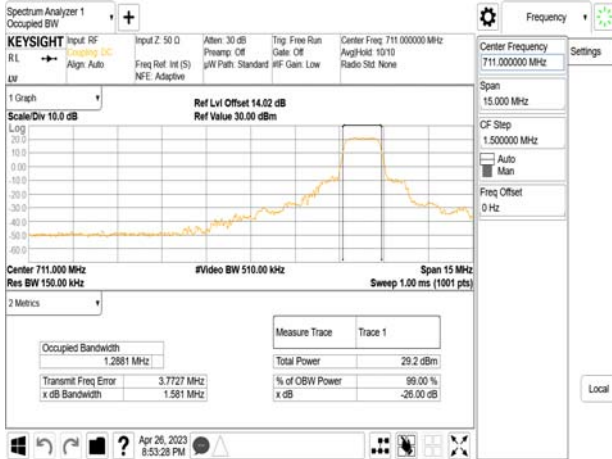 Spectrum Analyzer 1
Occupied BW
Frequency
KEYSIGHT
RL
Input: RF
Coupling: DC
Align: Auto
Input Z: 50 Ω
Freq Ref: Int (S)
NFE: Adaptive
Atten: 30 dB
Preamp: Off
µW Path: Standard
Trig: Free Run
Gate: Off
#IF Gain: Low
Center Freq: 711.000000 MHz
Avg|Hold: 10/10
Radio Std: None
Center Frequency
711.000000 MHz
Settings
Span
15.000 MHz
CF Step
1.500000 MHz
Auto
Man
Freq Offset
0 Hz
Local
1 Graph
Scale/Div 10.0 dB
Ref Lvl Offset 14.02 dB
Ref Value 30.00 dBm
Log
20.0
10.0
0.00
-10.0
-20.0
-30.0
-40.0
-50.0
-60.0
Center 711.000 MHz
#Video BW 510.00 kHz
Span 15 MHz
Res BW 150.00 kHz
Sweep 1.00 ms (1001 pts)
2 Metrics
Measure Trace Trace 1
Occupied Bandwidth
1.2881 MHz
Total Power 29.2 dBm
Transmit Freq Error 3.7727 MHz
% of OBW Power 99.00 %
x dB Bandwidth 1.581 MHz
x dB -26.00 dB
Apr 26, 2023
8:53:28 PM